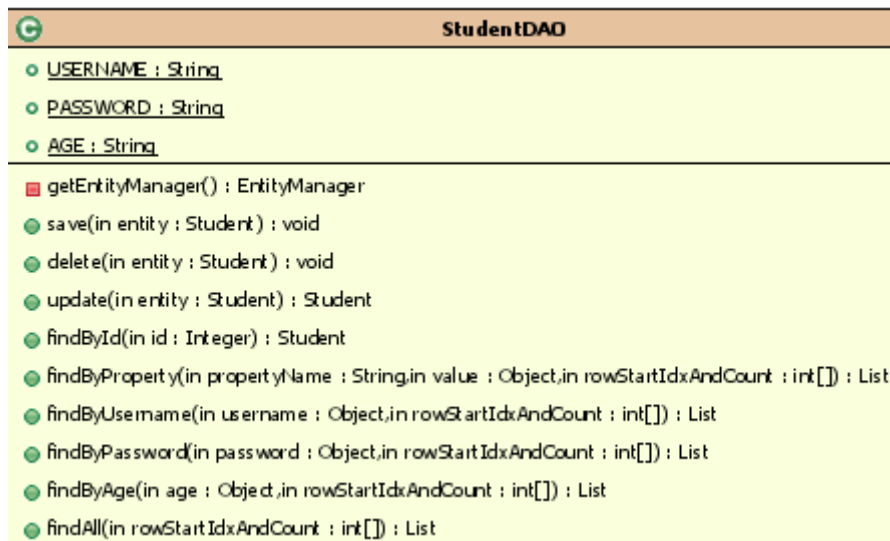 C
StudentDAO
USERNAME : String
PASSWORD : String
AGE : String
getEntityManager() : EntityManager
save(in entity : Student) : void
delete(in entity : Student) : void
update(in entity : Student) : Student
findById(in id : Integer) : Student
findByProperty(in propertyName : String,in value : Object,in rowStartIdxAndCount : int[]) : List
findByUsername(in username : Object,in rowStartIdxAndCount : int[]) : List
findByPassword(in password : Object,in rowStartIdxAndCount : int[]) : List
findByAge(in age : Object,in rowStartIdxAndCount : int[]) : List
findAll(in rowStartIdxAndCount : int[]) : List